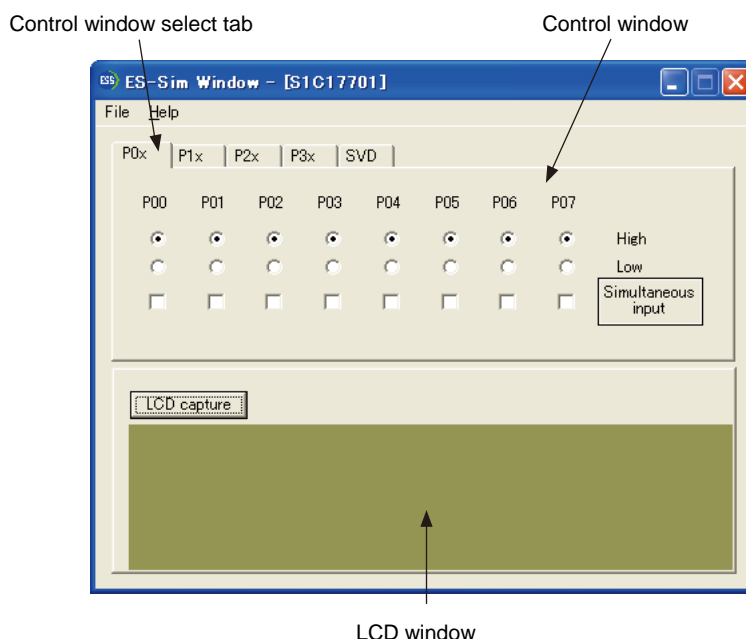 Control window select tab
Control window
ESS ES-Sim Window - [S1C17701]
File Help
P0x P1x P2x P3x SVD
P00 P01 P02 P03 P04 P05 P06 P07
High
Low
Simultaneous
input
LCD capture
LCD window